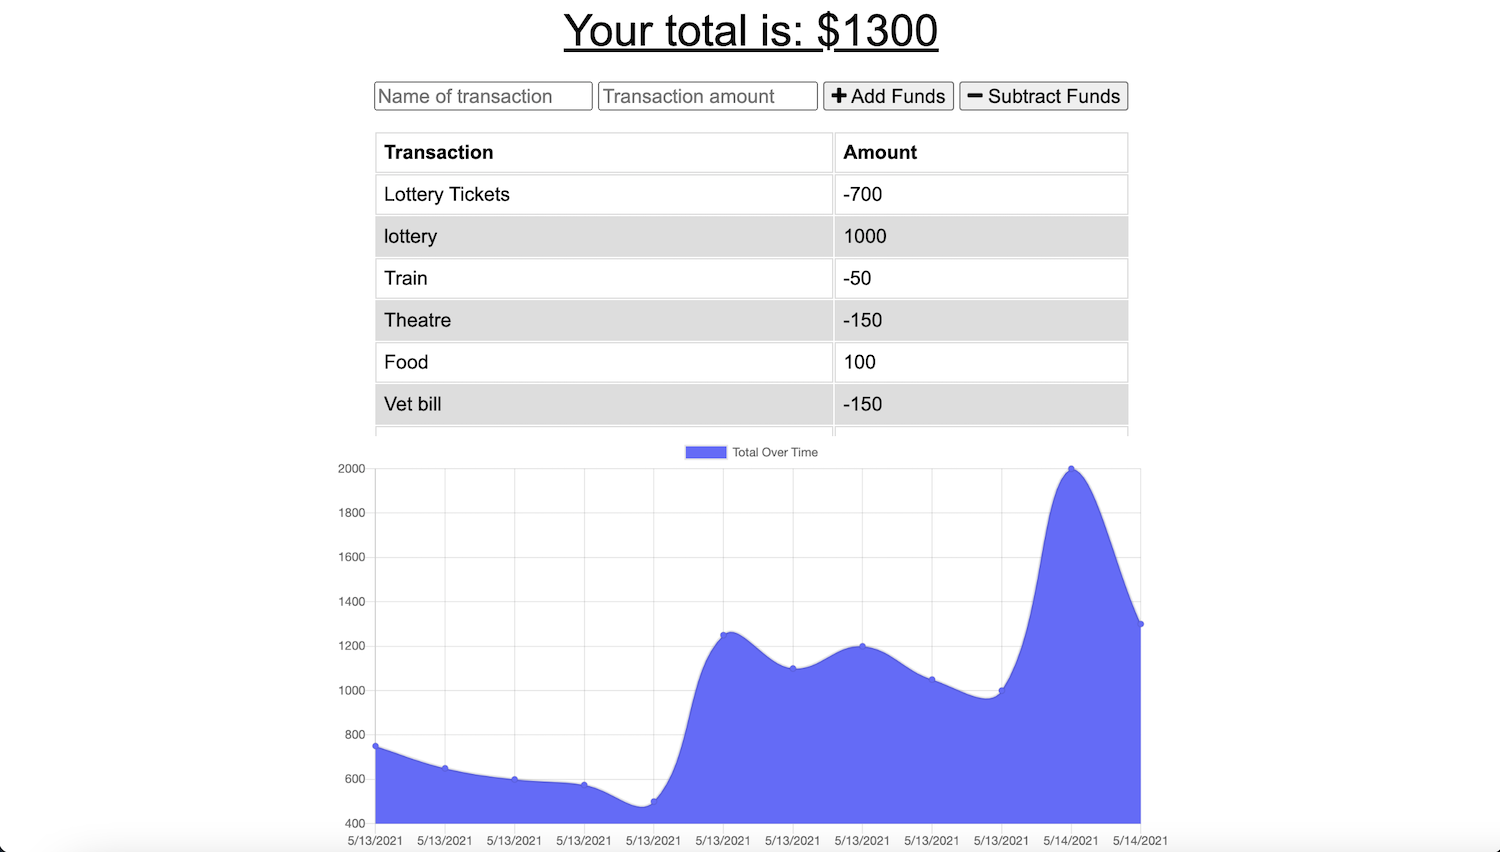 Your total is: $1300
Name of transaction Transaction amount + Add Funds − Subtract Funds
Transaction Amount
Lottery Tickets -700
lottery 1000
Train -50
Theatre -150
Food 100
Vet bill -150
Total Over Time
2000
1800
1600
1400
1200
1000
800
600
400
5/13/2021 5/13/2021 5/13/2021 5/13/2021 5/13/2021 5/13/2021 5/13/2021 5/13/2021 5/13/2021 5/13/2021 5/14/2021 5/14/2021